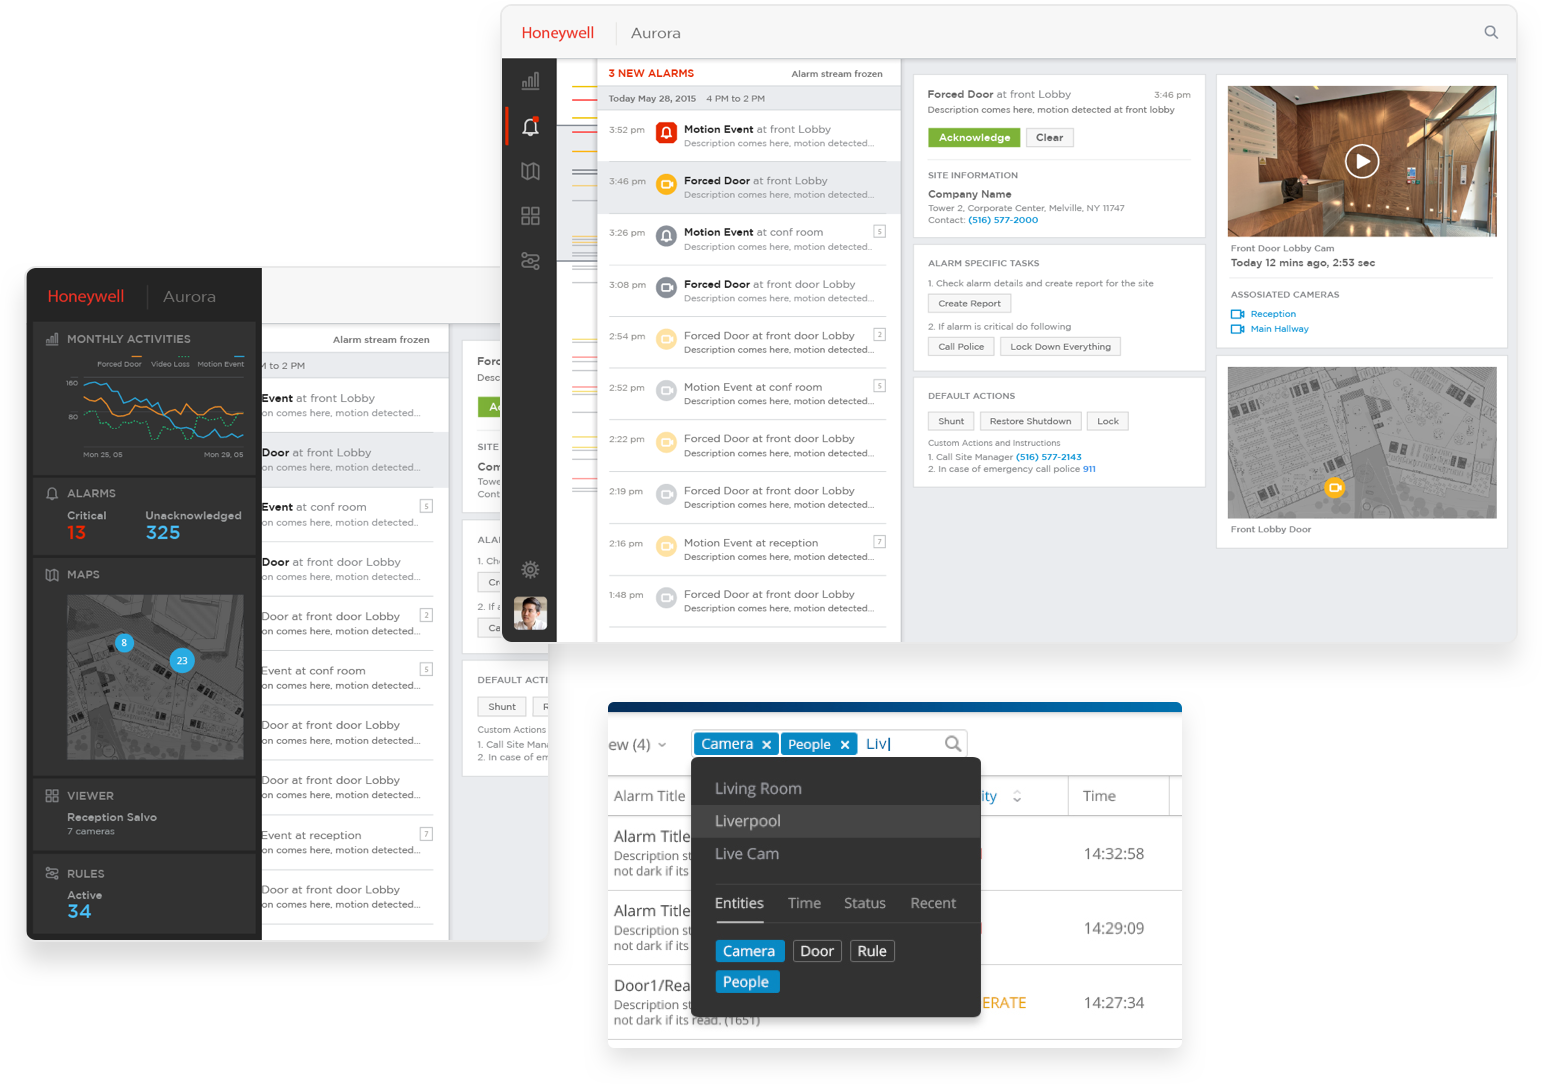 Honeywell
Aurora
3 NEW ALARMS
Alarm stream frozen
Today May 28, 2015 4 PM to 2 PM
3:52 pm
Motion Event at front Lobby
Description comes here, motion detected...
3:46 pm
Forced Door at front Lobby
Description comes here, motion detected...
3:26 pm
Motion Event at conf room
5
Description comes here, motion detected..
3:08 pm
Forced Door at front door Lobby
Description comes here, motion detected...
2:54 pm
Forced Door at front door Lobby
2
Description comes here, motion detected...
2:52 pm
Motion Event at conf room
5
Description comes here, motion detected...
2:22 pm
Forced Door at front door Lobby
Description comes here, motion detected...
2:19 pm
Forced Door at front door Lobby
Description comes here, motion detected...
2:16 pm
Motion Event at reception
7
Description comes here, motion detected...
1:48 pm
Forced Door at front door Lobby
Description comes here, motion detected...
Forced Door at front Lobby
3:46 pm
Description comes here, motion detected at front lobby
Acknowledge
Clear
SITE INFORMATION
Company Name
Tower 2, Corporate Center, Melville, NY 11747
Contact: (516) 577-2000
ALARM SPECIFIC TASKS
1. Check alarm details and create report for the site
Create Report
2. If alarm is critical do following
Call Police
Lock Down Everything
DEFAULT ACTIONS
Shunt
Restore Shutdown
Lock
Custom Actions and Instructions
1. Call Site Manager (516) 577-2143
2. In case of emergency call police 911
Front Door Lobby Cam
Today 12 mins ago, 2:53 sec
ASSOSIATED CAMERAS
Reception
Main Hallway
Front Lobby Door
Honeywell
Aurora
MONTHLY ACTIVITIES
Forced Door Video Loss Motion Event
160
80
Mon 25, 05 Mon 29, 05
ALARMS
Critical Unacknowledged
13 325
MAPS
8
23
VIEWER
Reception Salvo
7 cameras
RULES
Active
34
Alarm stream frozen
M to 2 PM
Event at front Lobby
on comes here, motion detected...
Door at front Lobby
on comes here, motion detected...
Event at conf room
5
on comes here, motion detected..
Door at front door Lobby
on comes here, motion detected...
Door at front door Lobby
2
on comes here, motion detected...
Event at conf room
5
on comes here, motion detected...
Door at front door Lobby
on comes here, motion detected...
Door at front door Lobby
on comes here, motion detected...
Event at reception
7
on comes here, motion detected...
Door at front door Lobby
on comes here, motion detected...
Forc
Desc
Ac
SITE
Com
Towe
Conta
ALA
1. Che
Cr
2. If a
Ca
DEFAULT ACTI
Shunt
R
Custom Actions
1. Call Site Mana
2. In case of em
ew (4)
Camera ×
People ×
Liv
Living Room
Liverpool
Live Cam
Entities Time Status Recent
Camera Door Rule
People
Alarm Title
ity
Time
Alarm Title
Description st
not dark if its
14:32:58
Alarm Title
Description st
not dark if its
14:29:09
Door1/Rea
Description st
not dark if its read. (1651)
ERATE
14:27:34